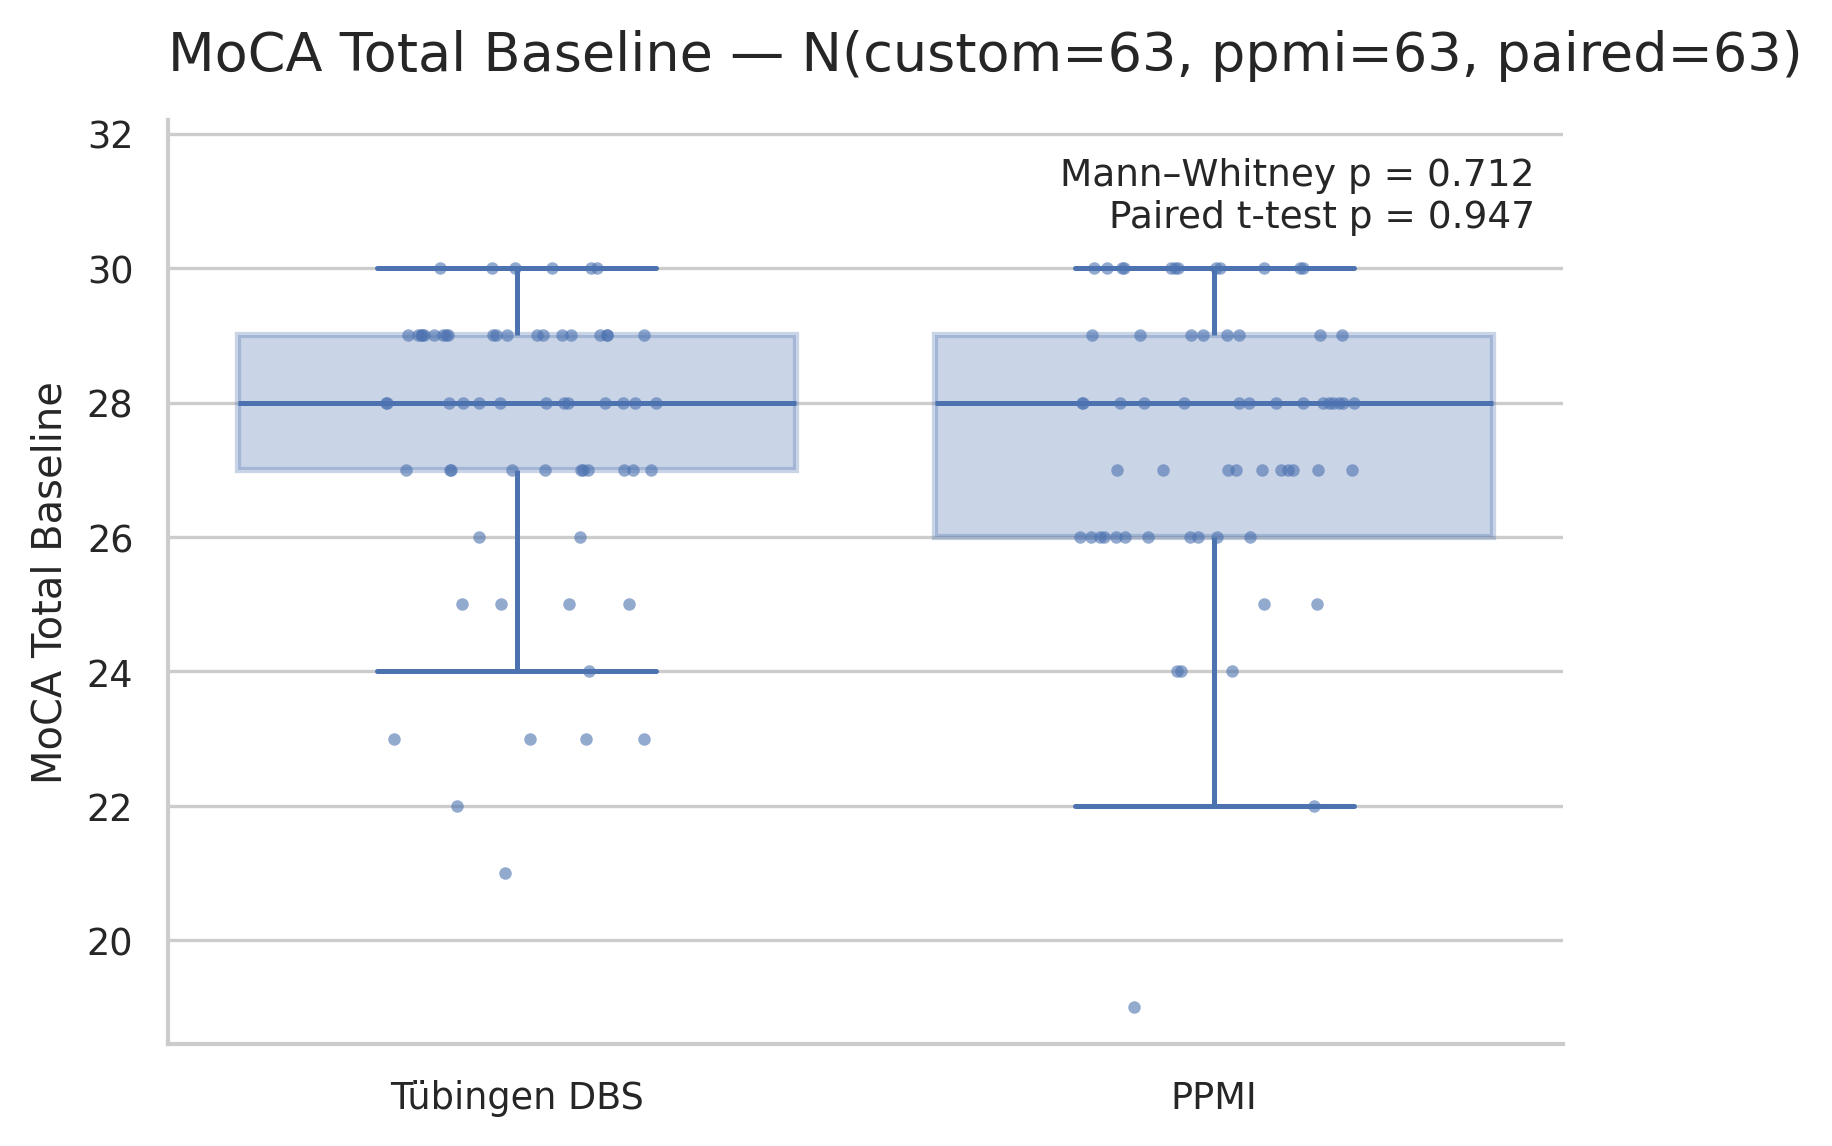 MoCA Total Baseline — N(custom=63, ppmi=63, paired=63)
Mann–Whitney p = 0.712
Paired t-test p = 0.947
MoCA Total Baseline
32
30
28
26
24
22
20
Tübingen DBS
PPMI